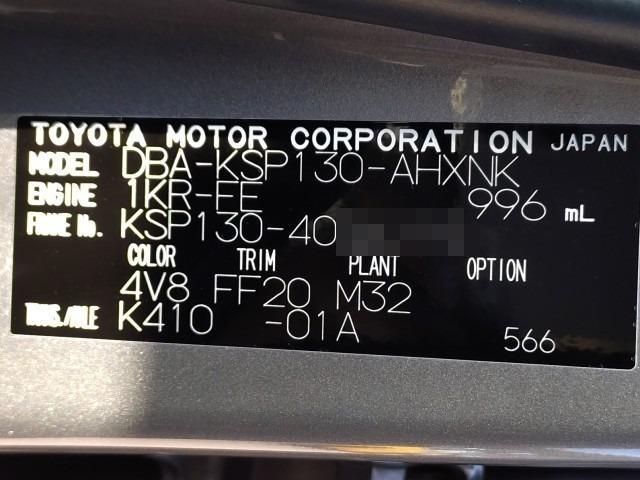 TOYOTA MOTOR CORPORATION JAPAN
MODEL DBA-KSP130-AHXNK
ENGINE 1KR-FE 996 mL
FRAME No. KSP130-40
COLOR TRIM PLANT OPTION
4V8 FF20 M32
TRANS./AXLE K410 -01A 566